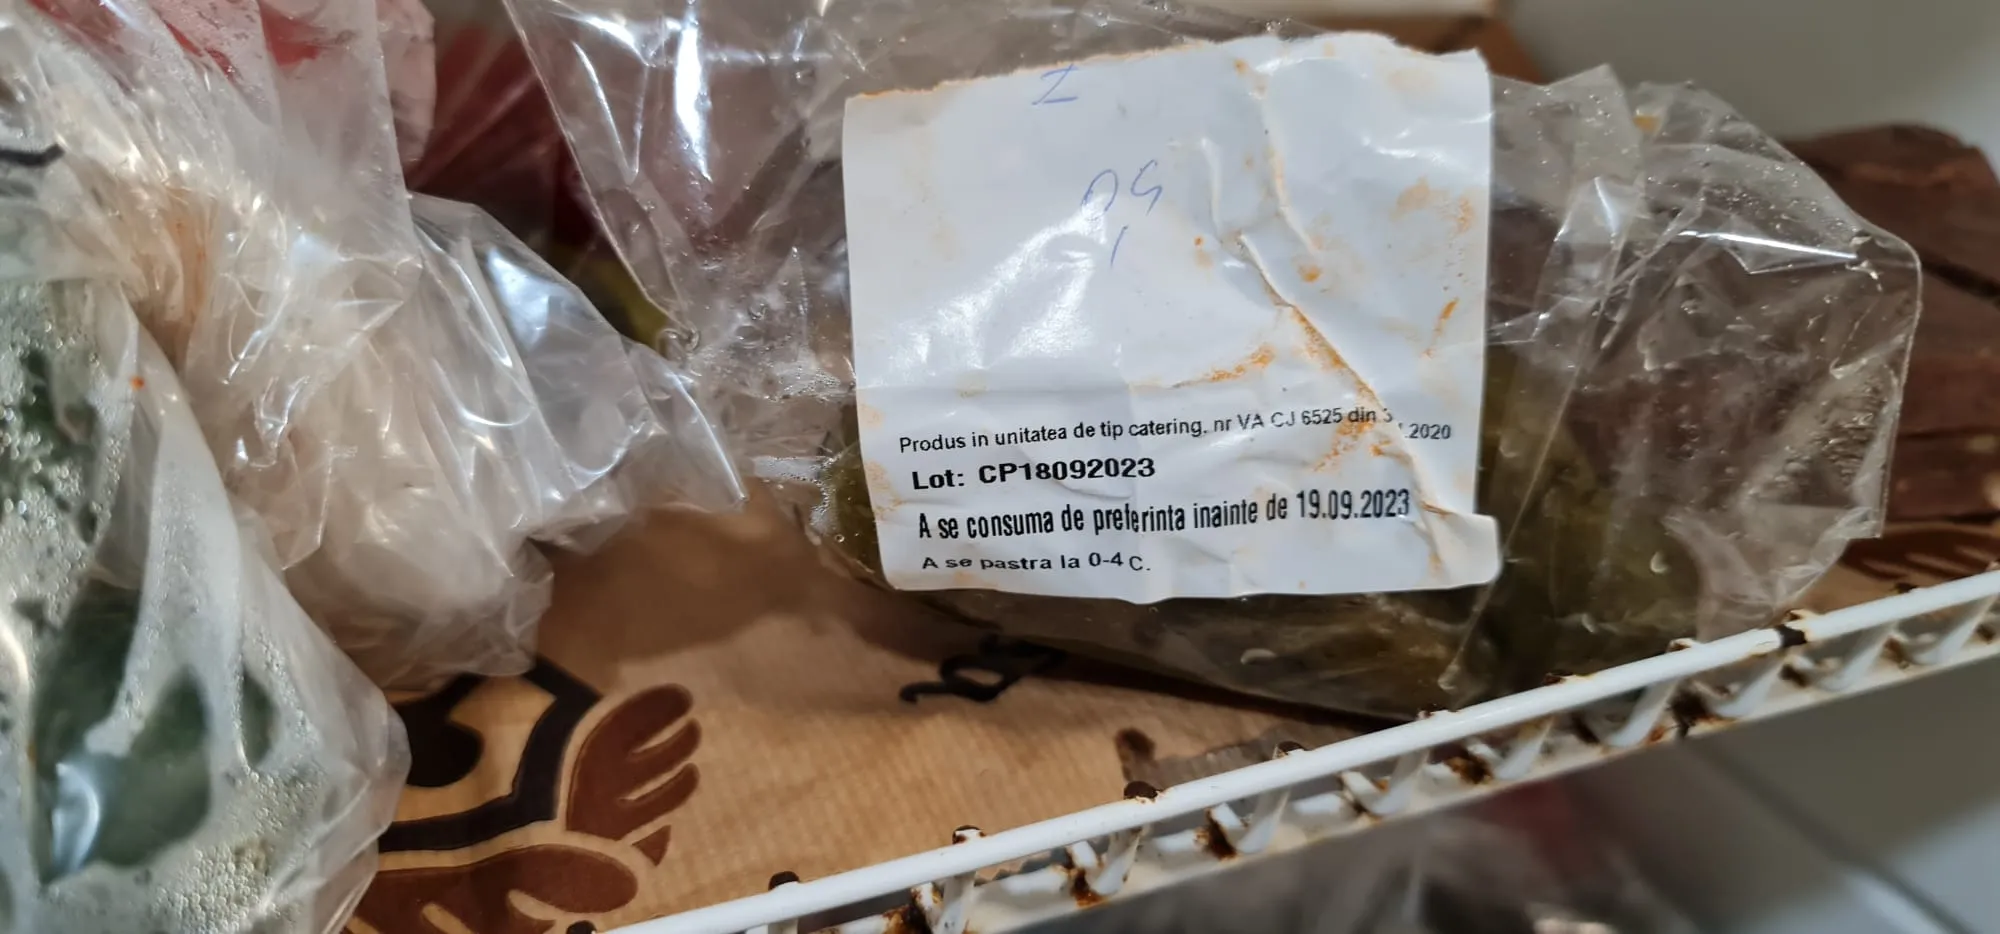 Produs in unitatea de tip catering, nr VA CJ 6525 din .2020
Lot: CP18092023
A se consuma de preferinta inainte de 19.09.2023
A se pastra la 0-4 C.